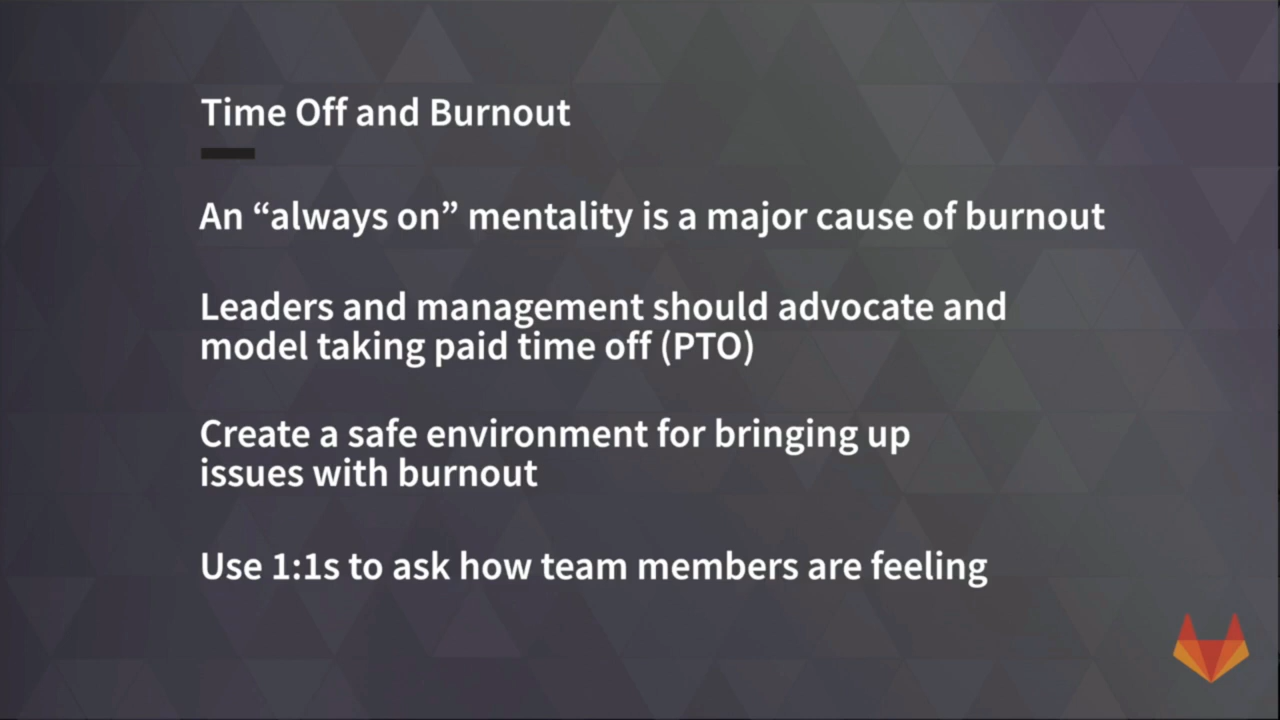 Time Off and Burnout
An “always on” mentality is a major cause of burnout
Leaders and management should advocate and
model taking paid time off (PTO)
Create a safe environment for bringing up
issues with burnout
Use 1:1s to ask how team members are feeling